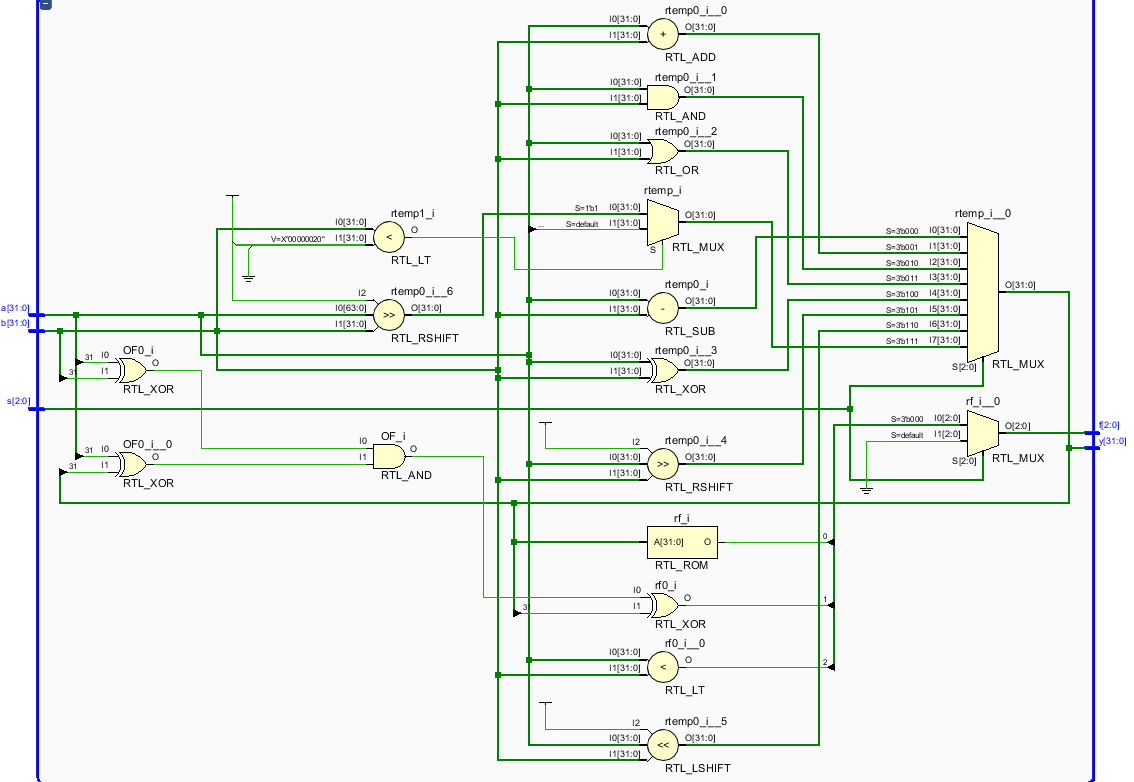 a[31:0]
b[31:0]
s[2:0]
V=X"00000020"
I0[31:0]
I1[31:0]
rtemp1_i
<
O
RTL_LT
I2
I0[63:0]
I1[31:0]
rtemp0_i__6
>>
O[31:0]
RTL_RSHIFT
31
31
I0
I1
OF0_i
O
RTL_XOR
31
31
I0
I1
OF0_i__0
O
RTL_XOR
I0
I1
OF_i
O
RTL_AND
rtemp0_i__0
I0[31:0]
I1[31:0]
+
O[31:0]
RTL_ADD
rtemp0_i__1
I0[31:0]
I1[31:0]
O[31:0]
RTL_AND
rtemp0_i__2
I0[31:0]
I1[31:0]
O[31:0]
RTL_OR
rtemp_i
S=1'b1
I0[31:0]
...
S=default
I1[31:0]
O[31:0]
S
RTL_MUX
rtemp0_i
I0[31:0]
I1[31:0]
-
O[31:0]
RTL_SUB
rtemp0_i__3
I0[31:0]
I1[31:0]
O[31:0]
RTL_XOR
rtemp0_i__4
I2
I0[31:0]
I1[31:0]
>>
O[31:0]
RTL_RSHIFT
rf_i
A[31:0]
O
RTL_ROM
0
rf0_i
I0
I1
3
O
RTL_XOR
1
rf0_i__0
I0[31:0]
I1[31:0]
<
O
RTL_LT
2
rtemp0_i__5
I2
I0[31:0]
I1[31:0]
<<
O[31:0]
RTL_LSHIFT
rtemp_i__0
S=3'b000
I0[31:0]
S=3'b001
I1[31:0]
S=3'b010
I2[31:0]
S=3'b011
I3[31:0]
S=3'b100
I4[31:0]
S=3'b101
I5[31:0]
S=3'b110
I6[31:0]
S=3'b111
I7[31:0]
O[31:0]
S[2:0]
RTL_MUX
rf_i__0
S=3'b000
I0[2:0]
S=default
I1[2:0]
O[2:0]
S[2:0]
RTL_MUX
f[2:0]
y[31:0]